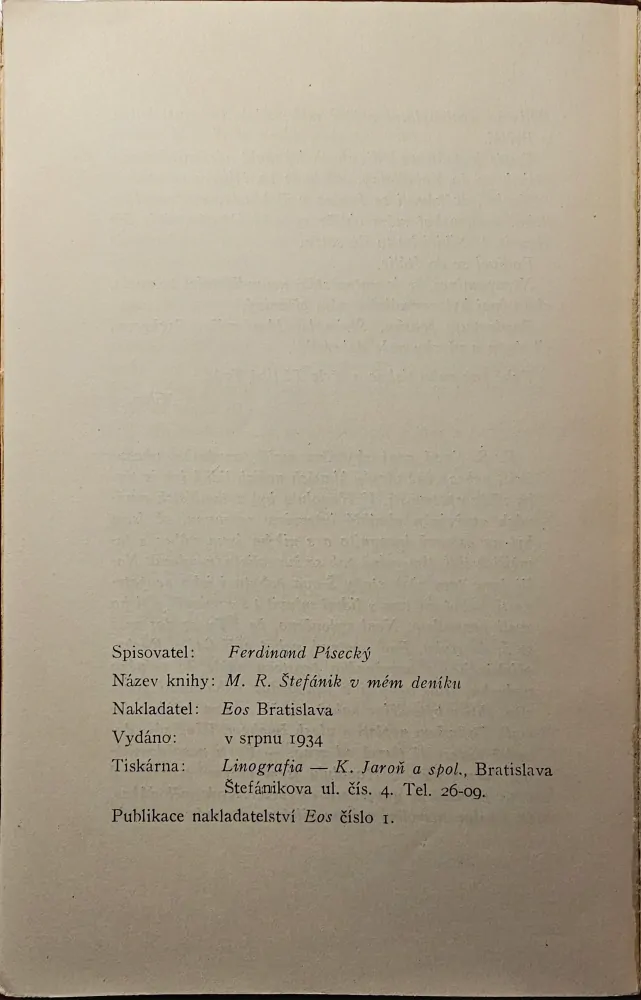 Spisovatel: Ferdinand Písecký
Název knihy: M. R. Štefánik v mém deníku
Nakladatel: Eos Bratislava
Vydáno: v srpnu 1934
Tiskárna: Linografia — K. Jaroň a spol., Bratislava
Štefánikova ul. čís. 4. Tel. 26-09.
Publikace nakladatelství Eos číslo 1.